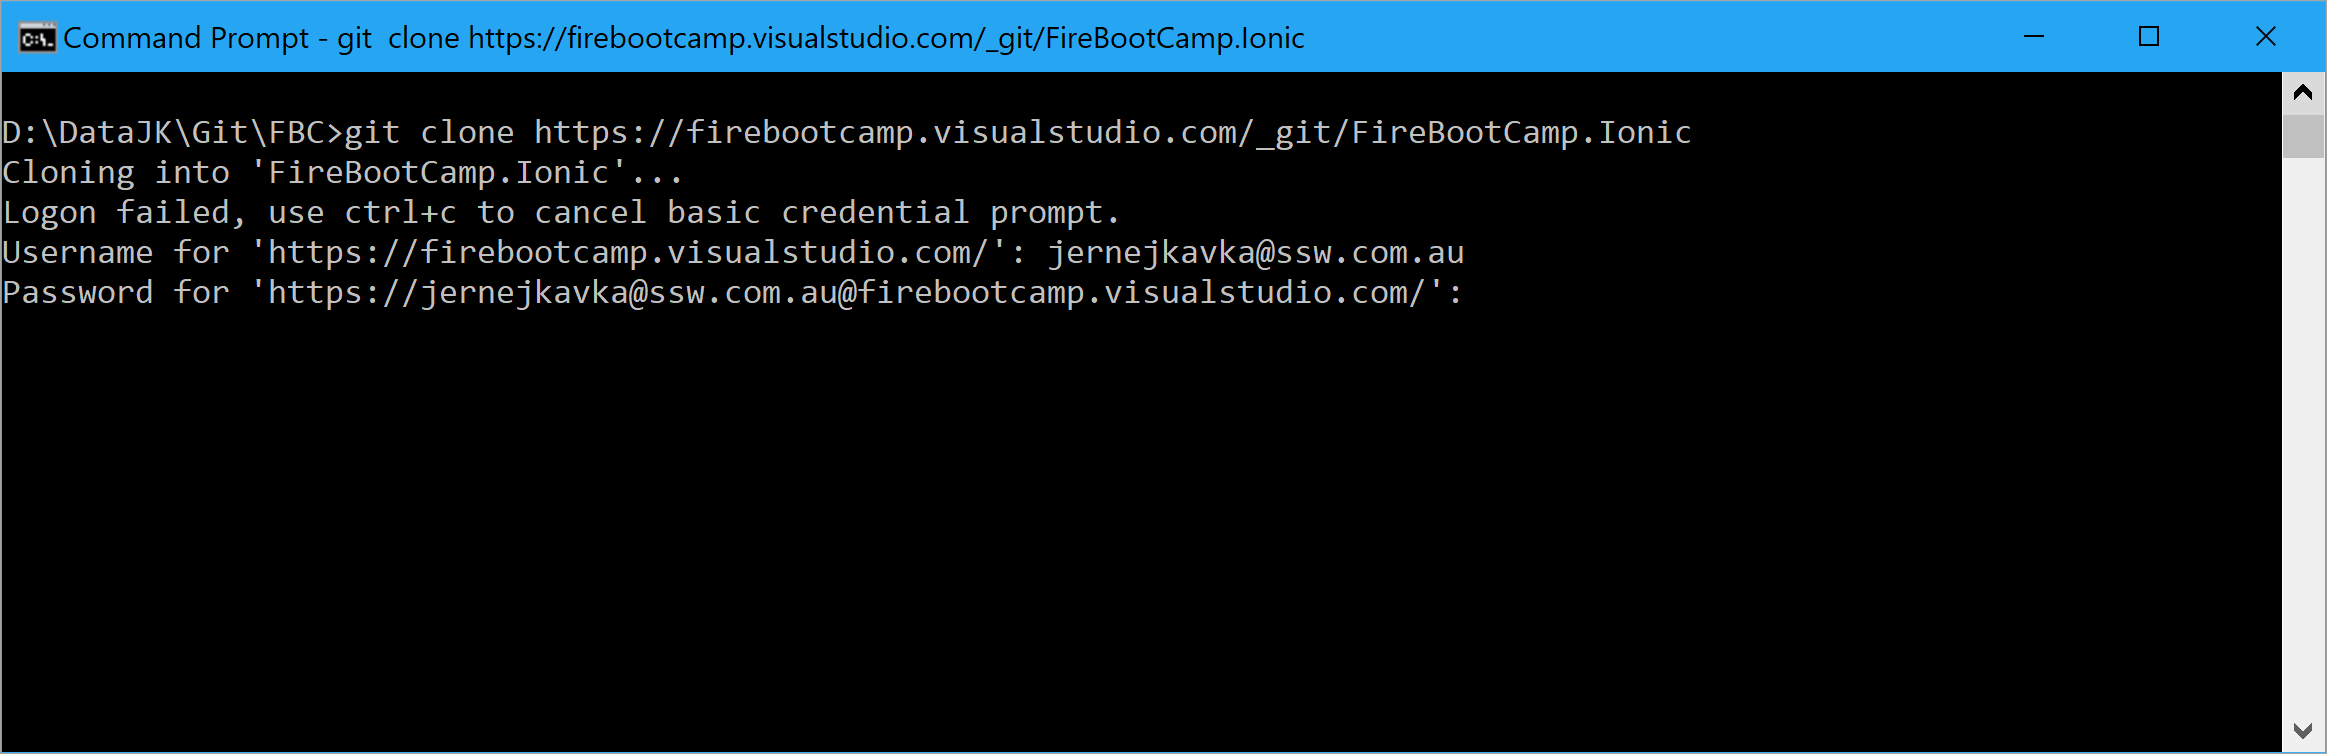 Command Prompt - git  clone https://firebootcamp.visualstudio.com/_git/FireBootCamp.Ionic
D:\DataJK\Git\FBC>git clone https://firebootcamp.visualstudio.com/_git/FireBootCamp.Ionic
Cloning into 'FireBootCamp.Ionic'...
Logon failed, use ctrl+c to cancel basic credential prompt.
Username for 'https://firebootcamp.visualstudio.com/': jernejkavka@ssw.com.au
Password for 'https://jernejkavka@ssw.com.au@firebootcamp.visualstudio.com/':